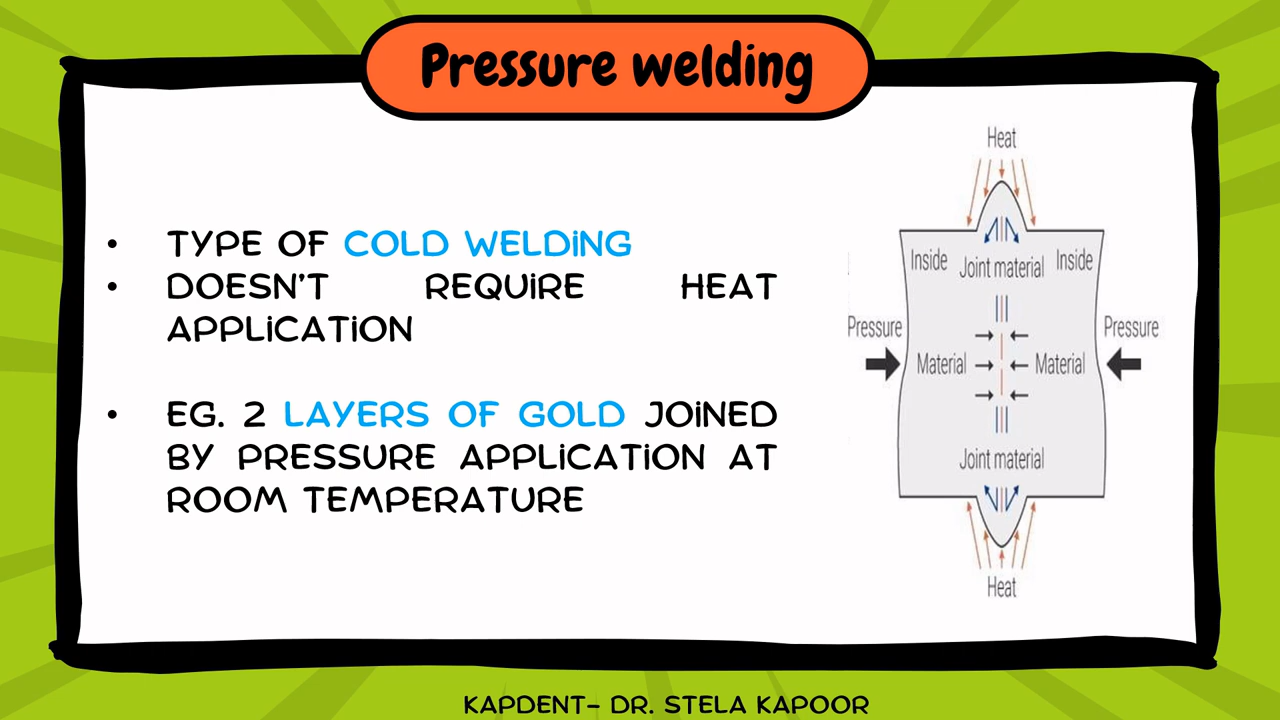 Pressure welding
• TYPE OF COLD WELDING
• DOESN'T REQUIRE HEAT
APPLICATION
• EG. 2 LAYERS OF GOLD JOINED
BY PRESSURE APPLICATION AT
ROOM TEMPERATURE
Heat
Inside Joint material Inside
Pressure Pressure
Material Material
Joint material
Heat
KAPDENT- DR. STELA KAPOOR